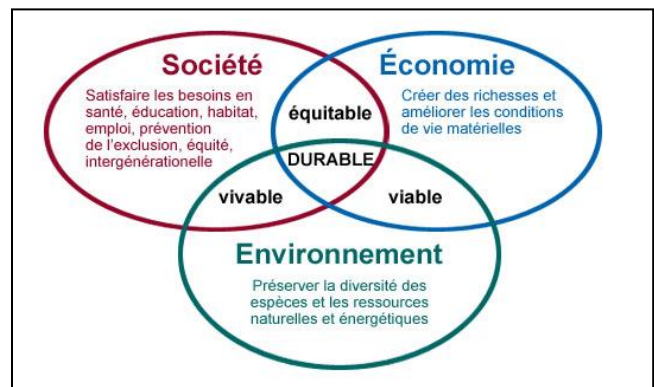 Société
Satisfaire les besoins en
santé, éducation, habitat,
emploi, prévention
de l'exclusion, équité,
intergénérationelle
équitable
Économie
Créer des richesses et
améliorer les conditions
de vie matérielles
DURABLE
vivable
viable
Environnement
Préserver la diversité des
espèces et les ressources
naturelles et énergétiques